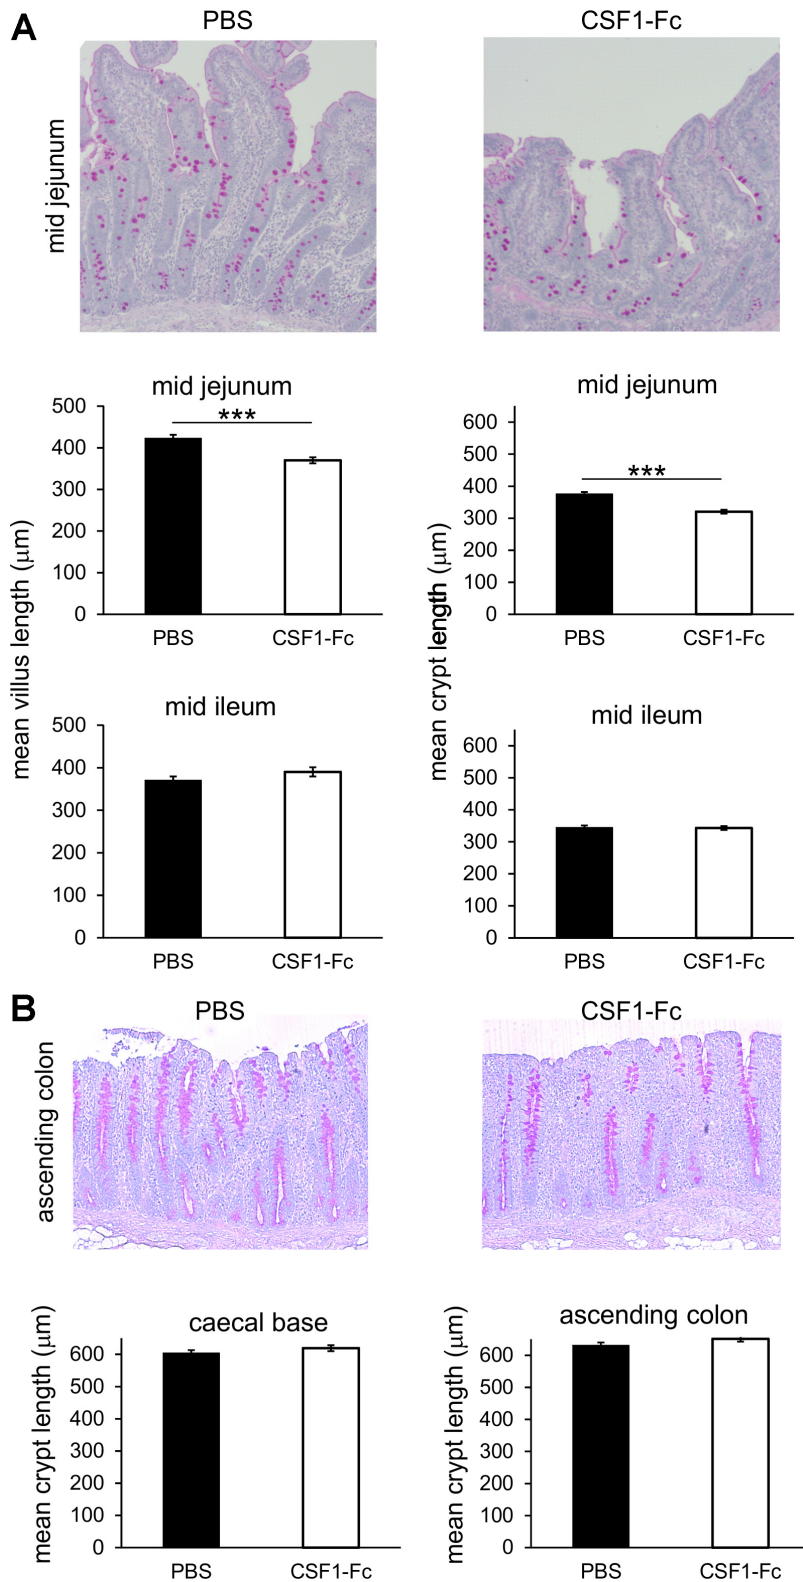 A
PBS
CSF1-Fc
mid jejunum
mid jejunum
500
400
300
200
100
0
***
PBS
CSF1-Fc
mean villus length (μm)
mid jejunum
600
500
400
300
200
100
0
***
PBS
CSF1-Fc
mean crypt length (μm)
mid ileum
500
400
300
200
100
0
PBS
CSF1-Fc
mid ileum
600
500
400
300
200
100
0
PBS
CSF1-Fc
B
PBS
CSF1-Fc
ascending colon
caecal base
mean crypt length (μm)
600
500
400
300
200
100
0
PBS
CSF1-Fc
ascending colon
mean crypt length (μm)
600
500
400
300
200
100
0
PBS
CSF1-Fc